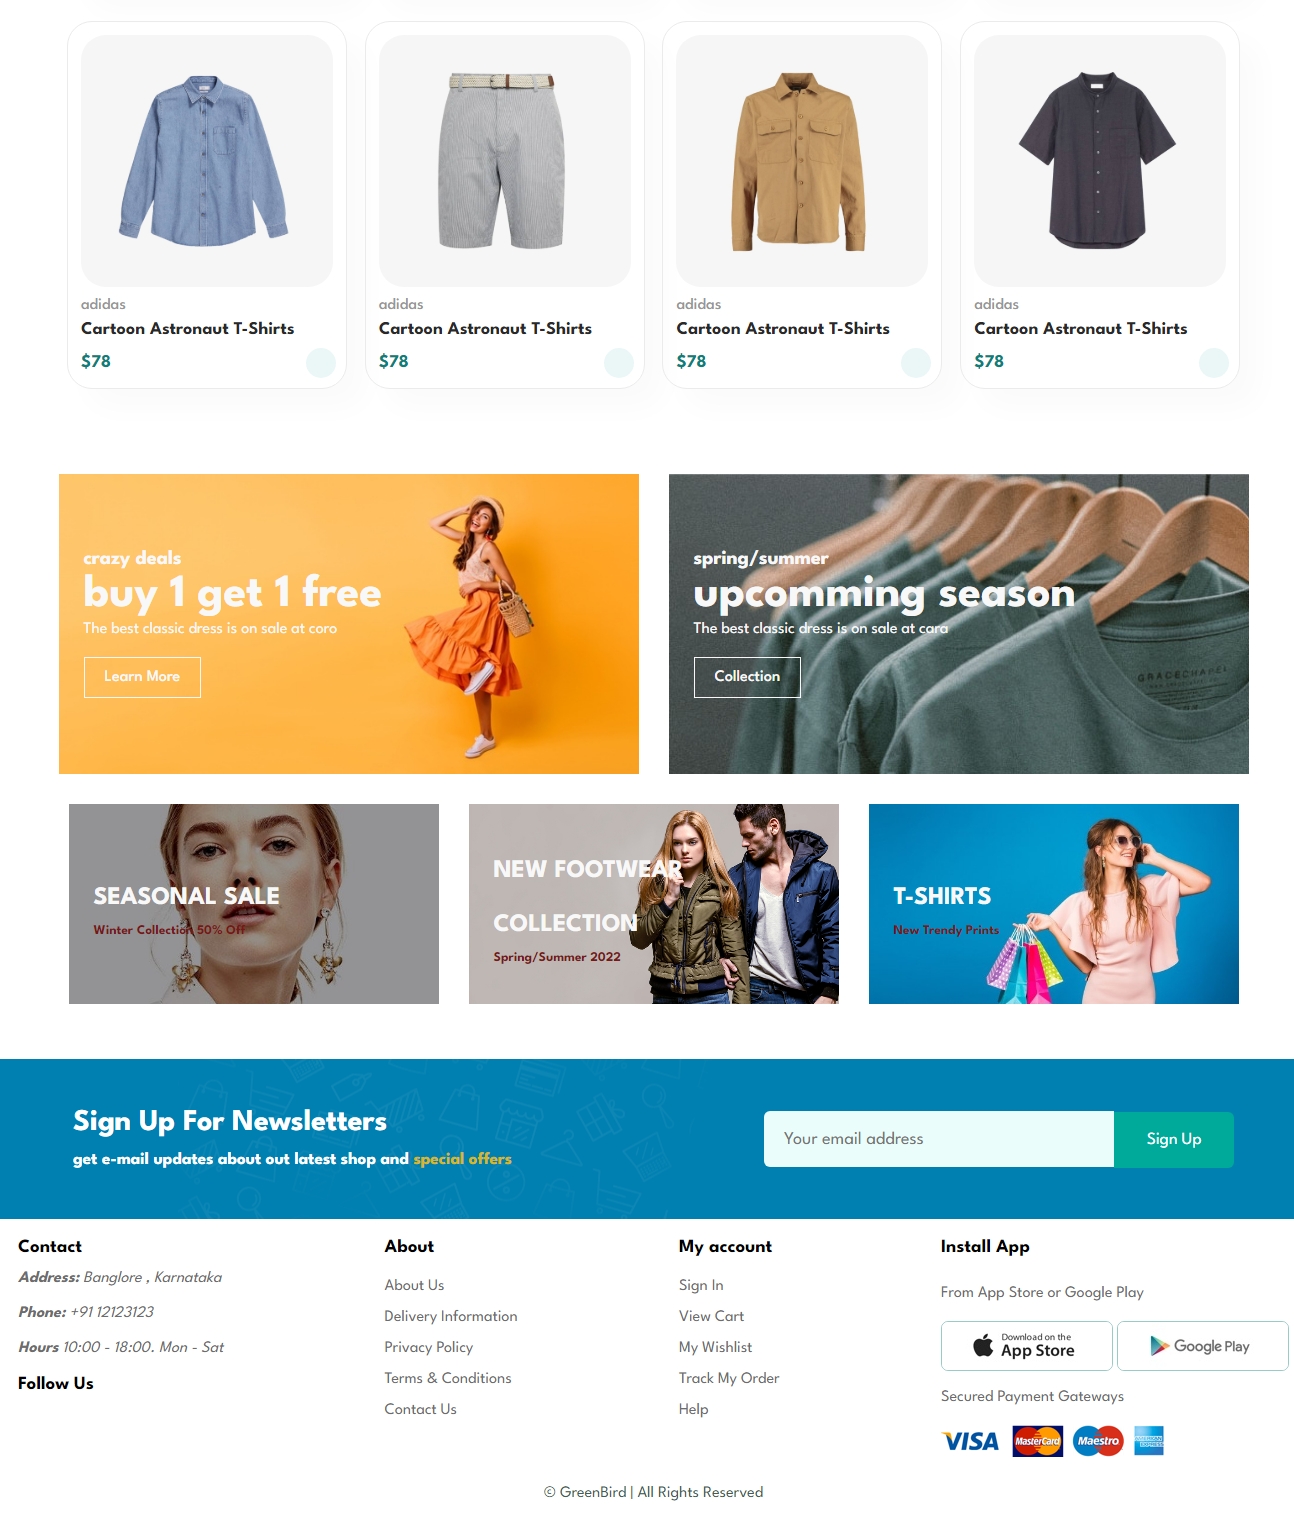 adidas
Cartoon Astronaut T-Shirts
$78
adidas
Cartoon Astronaut T-Shirts
$78
adidas
Cartoon Astronaut T-Shirts
$78
adidas
Cartoon Astronaut T-Shirts
$78
crazy deals
buy 1 get 1 free
The best classic dress is on sale at coro
Learn More
spring/summer
upcomming season
The best classic dress is on sale at cara
Collection
GRACECHAPEL
SEASONAL SALE
Winter Collection 50% Off
NEW FOOTWEAR
COLLECTION
Spring/Summer 2022
T-SHIRTS
New Trendy Prints
Sign Up For Newsletters
get e-mail updates about out latest shop and special offers
Your email address
Sign Up
Contact
Address: Banglore , Karnataka
Phone: +91 12123123
Hours 10:00 - 18:00. Mon - Sat
Follow Us
About
About Us
Delivery Information
Privacy Policy
Terms & Conditions
Contact Us
My account
Sign In
View Cart
My Wishlist
Track My Order
Help
Install App
From App Store or Google Play
Download on the
App Store
Google Play
Secured Payment Gateways
VISA
MasterCard
Maestro
AMERICAN
EXPRESS
© GreenBird | All Rights Reserved